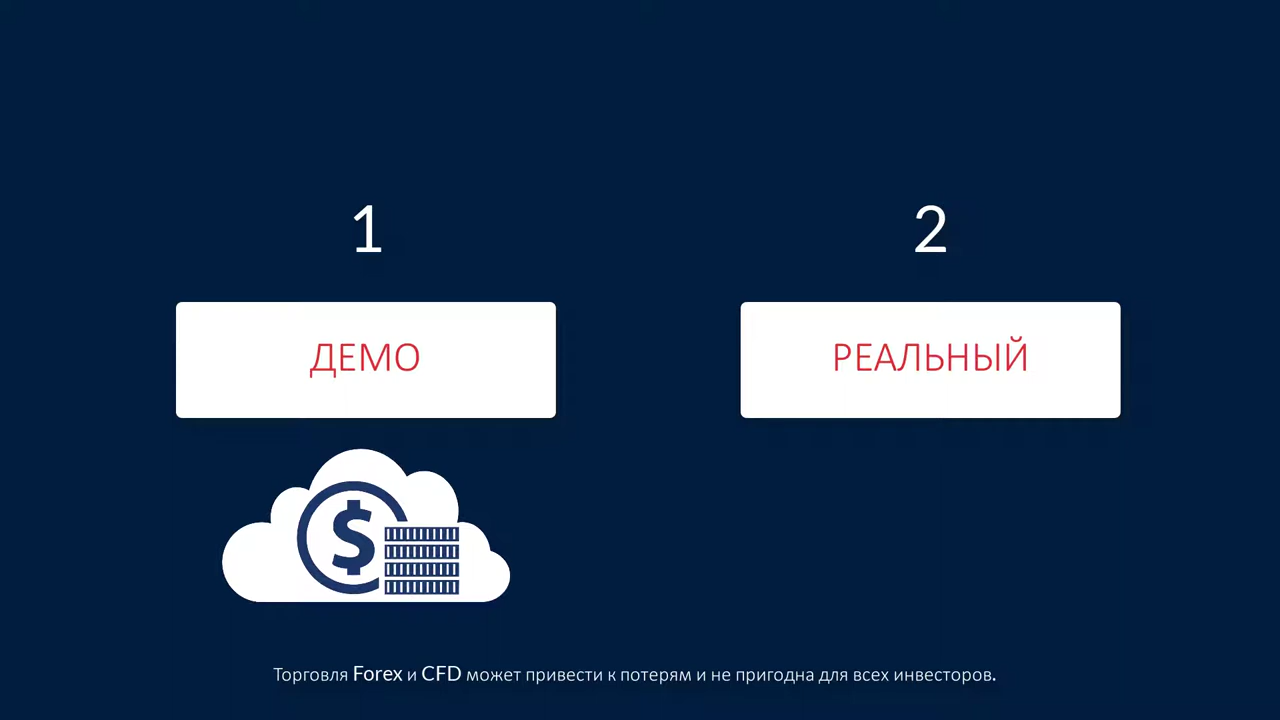 1
2
ДЕМО
РЕАЛЬНЫЙ
$
Торговля Forex и CFD может привести к потерям и не пригодна для всех инвесторов.